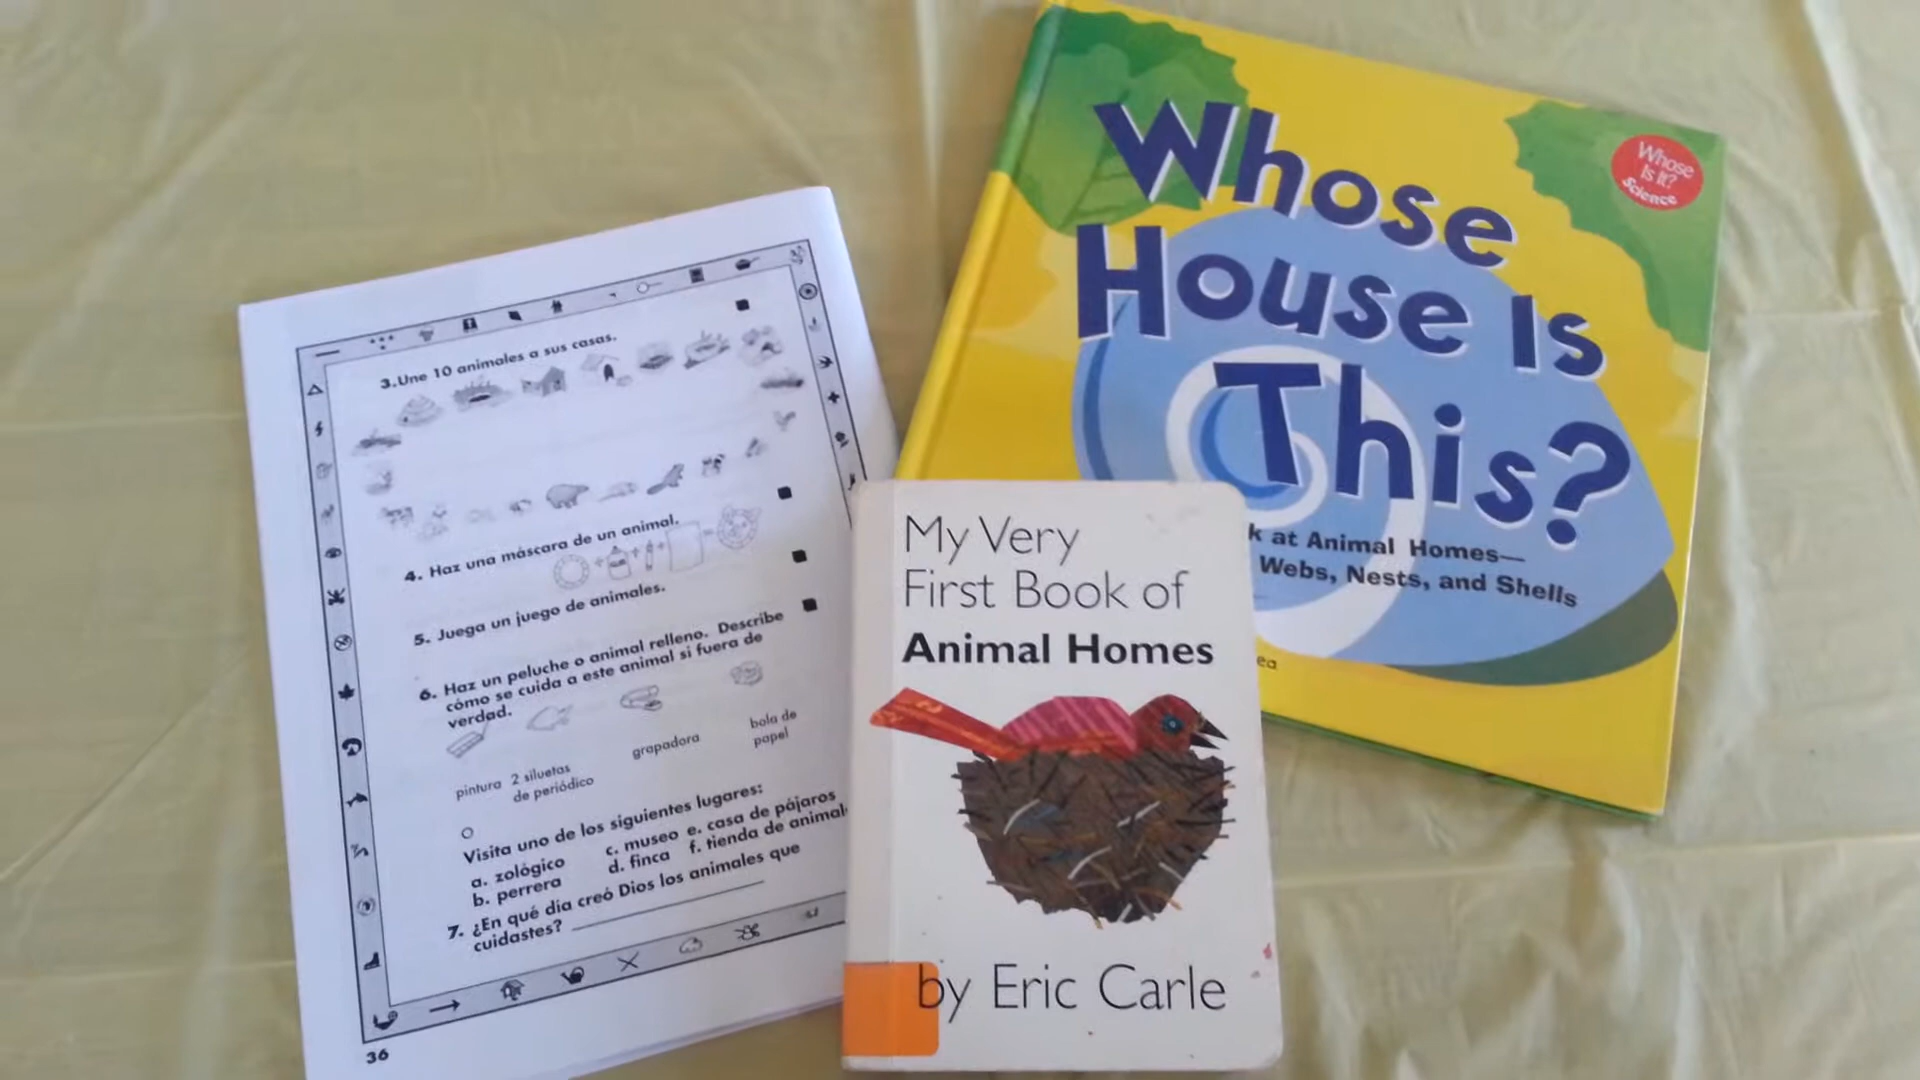 3. Une 10 animales a sus casas.
4. Haz una máscara de un animal.
5. Juega un juego de animales.
6. Haz un peluche o animal relleno. Describe
cómo se cuida a este animal si fuera de
verdad.
pintura
2 siluetas
de periódico
grapadora
bola de
papel
Visita uno de los siguientes lugares:
a. zológico
b. perrera
c. museo
d. finca
e. casa de pájaros
f. tienda de animal
7. ¿En qué día creó Dios los animales que
cuidastes?
36
My Very
First Book of
Animal Homes
by Eric Carle
Whose
House Is
This?
Whose
Is It?
Science
k at Animal Homes—
Webs, Nests, and Shells
ea